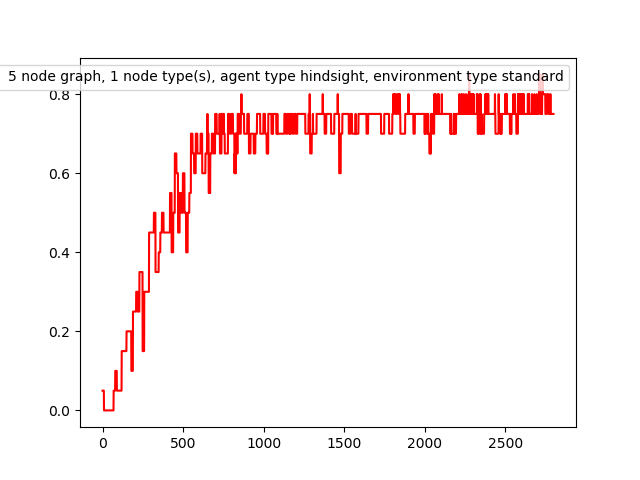 5 node graph, 1 node type(s), agent type hindsight, environment type standard
0.8
0.6
0.4
0.2
0.0
0 500 1000 1500 2000 2500